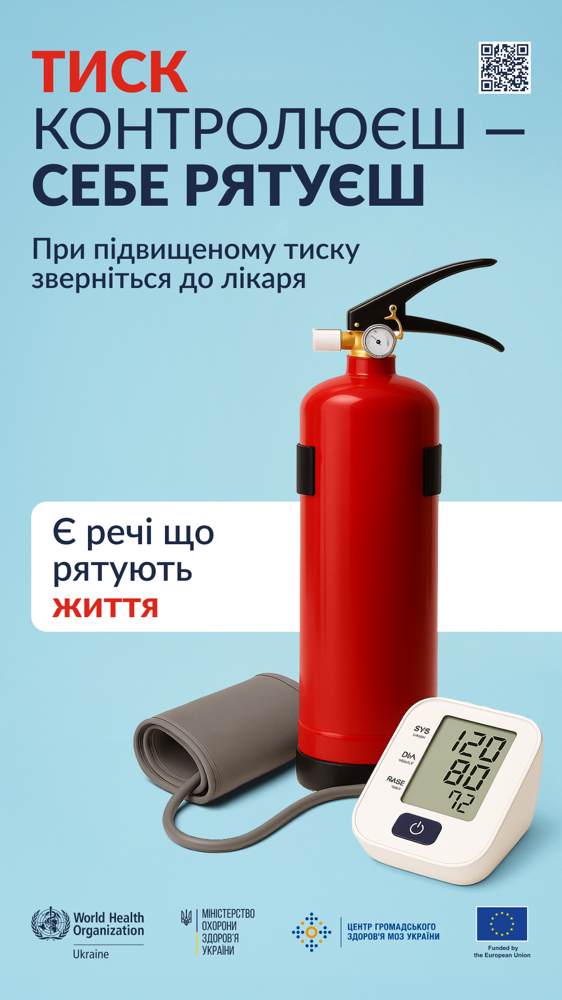 ТИСК
КОНТРОЛЮЄШ —
СЕБЕ РЯТУЄШ
При підвищеному тиску
зверніться до лікаря
Є речі що
рятують
життя
SYS
120
DIA
80
RASE
72
World Health
Organization
Ukraine
МІНІСТЕРСТВО
ОХОРОНИ
ЗДОРОВ'Я
УКРАЇНИ
ЦЕНТР ГРОМАДСЬКОГО
ЗДОРОВ'Я МОЗ УКРАЇНИ
Funded by
the European Union